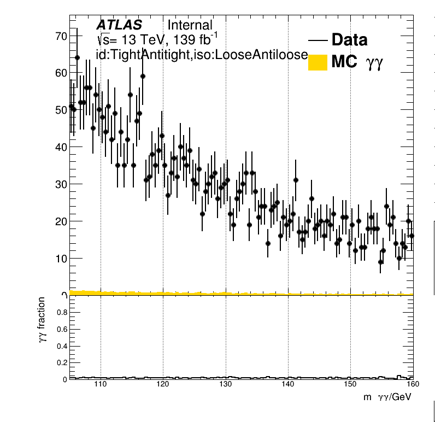 ATLAS Internal
√s= 13 TeV, 139 fb-1
id:TightAntitight,iso:LooseAntiloose
Data
MC γγ
70
60
50
40
30
20
10
0.8
0.6
0.4
0.2
0
γγ fraction
110 120 130 140 150 160
m γγ/GeV